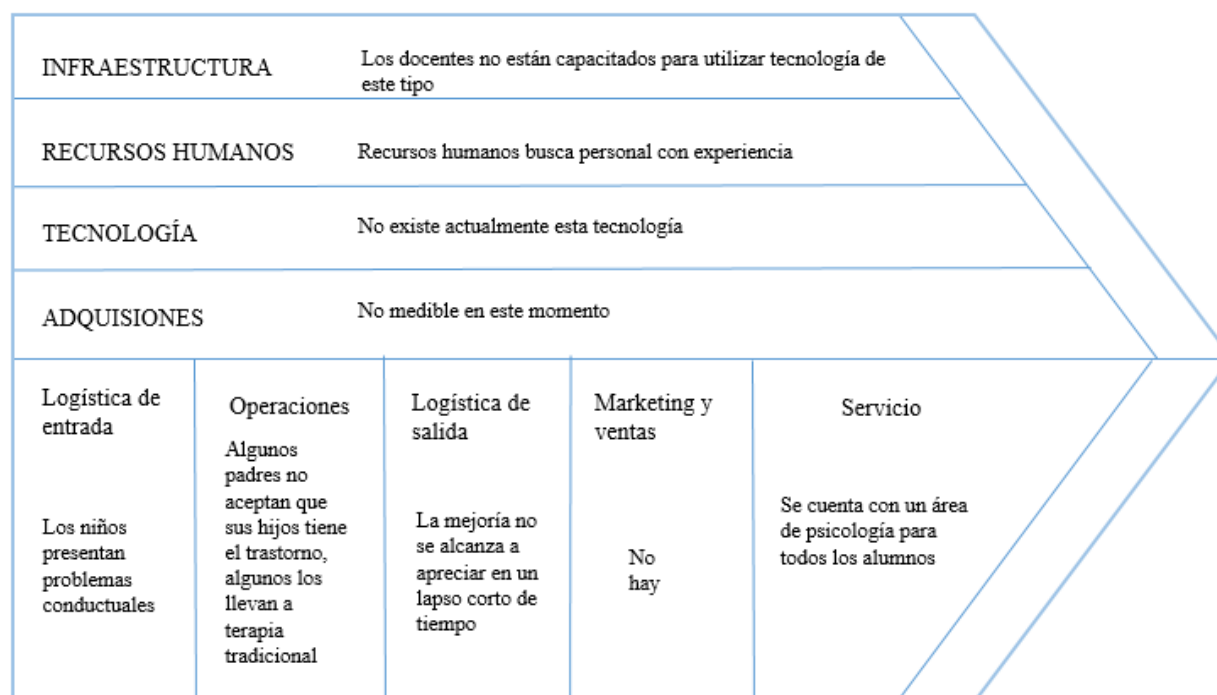 INFRAESTRUCTURA
Los docentes no están capacitados para utilizar tecnología de
este tipo
RECURSOS HUMANOS
Recursos humanos busca personal con experiencia
TECNOLOGÍA
No existe actualmente esta tecnología
ADQUISIONES
No medible en este momento
Logística de
entrada
Los niños
presentan
problemas
conductuales
Operaciones
Algunos
padres no
aceptan que
sus hijos tiene
el trastorno,
algunos los
llevan a
terapia
tradicional
Logística de
salida
La mejoría no
se alcanza a
apreciar en un
lapso corto de
tiempo
Marketing y
ventas
No
hay
Servicio
Se cuenta con un área
de psicología para
todos los alumnos